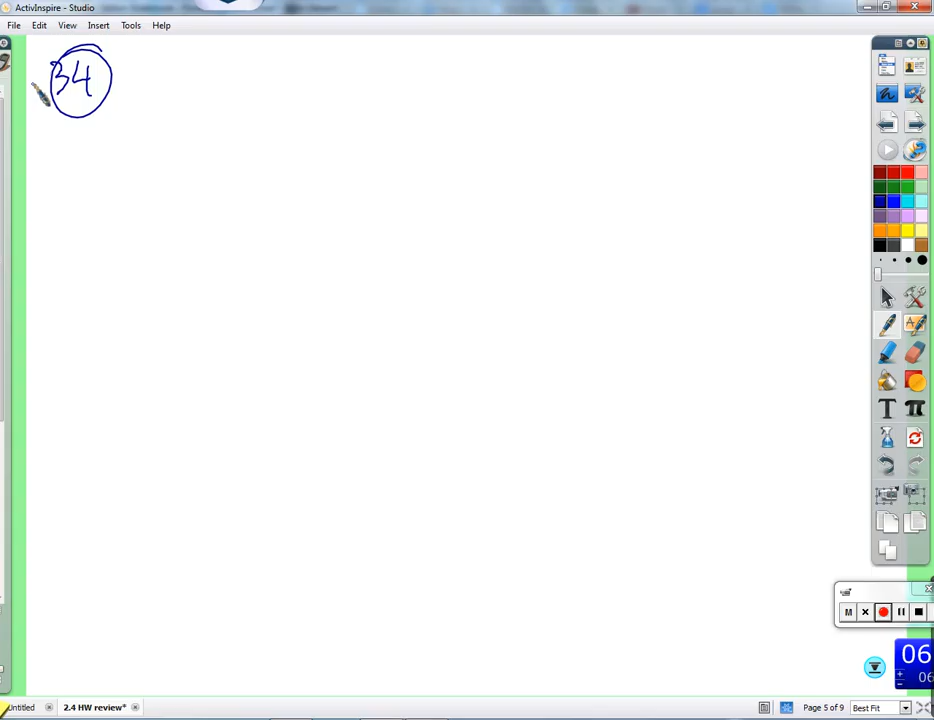 ActivInspire - Studio
File Edit View Insert Tools Help
34
M
06
06
Untitled 2.4 HW review* Page 5 of 9 Best Fit